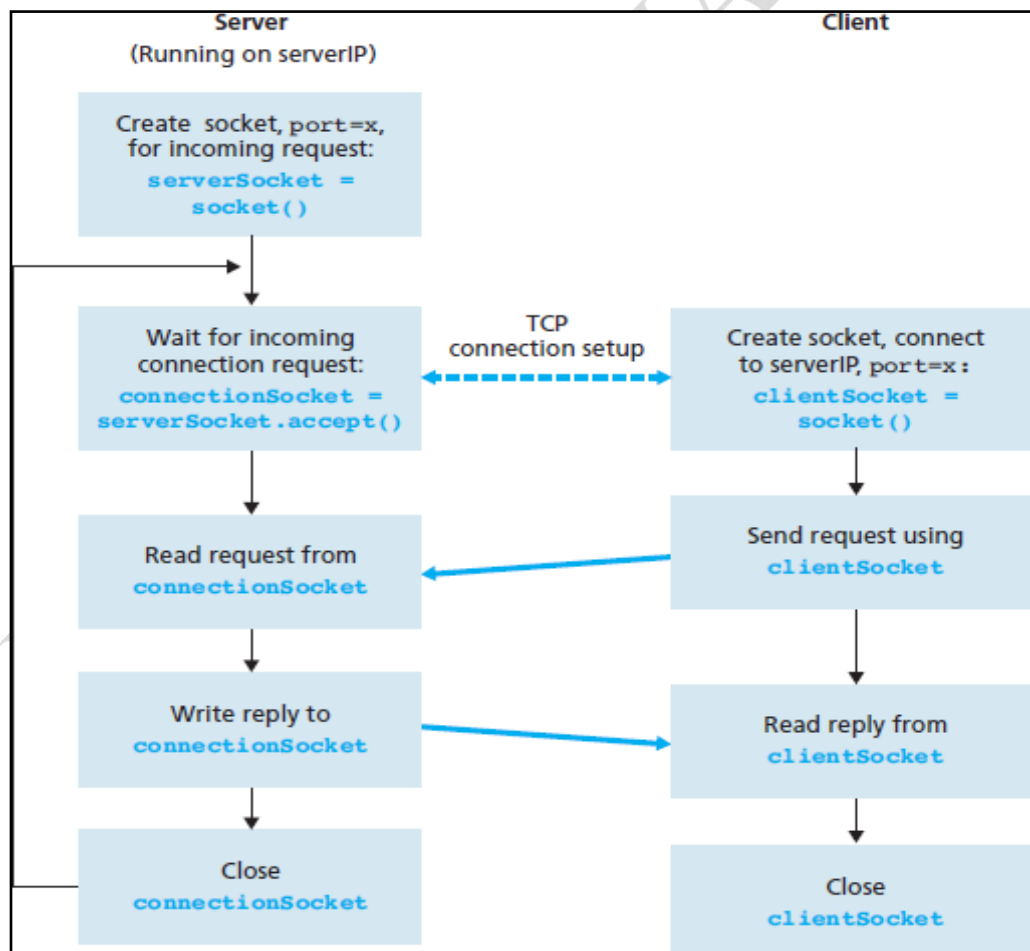 Server
(Running on serverIP)
Create socket, port=x,
for incoming request:
serverSocket =
socket()
Wait for incoming
connection request:
connectionSocket =
serverSocket.accept()
Read request from
connectionSocket
Write reply to
connectionSocket
Close
connectionSocket
TCP
connection setup
Client
Create socket, connect
to serverIP, port=x:
clientSocket =
socket()
Send request using
clientSocket
Read reply from
clientSocket
Close
clientSocket